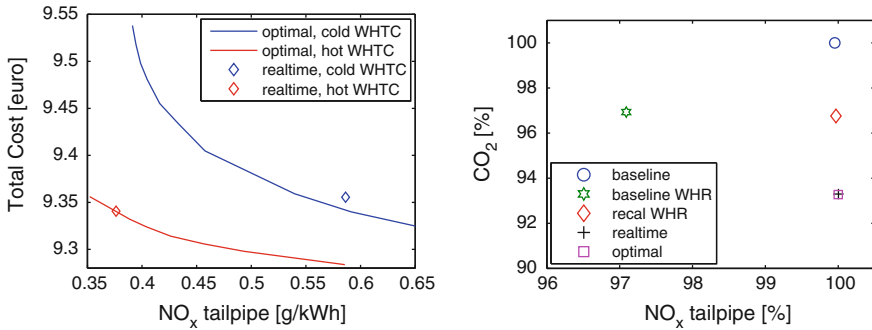 9.55
9.5
9.45
9.4
9.35
9.3
Total Cost [euro]
0.35 0.4 0.45 0.5 0.55 0.6 0.65
NOx tailpipe [g/kWh]
optimal, cold WHTC
optimal, hot WHTC
realtime, cold WHTC
realtime, hot WHTC
100
98
96
94
92
90
CO2 [%]
96 97 98 99 100
NOx tailpipe [%]
baseline
baseline WHR
recal WHR
realtime
optimal